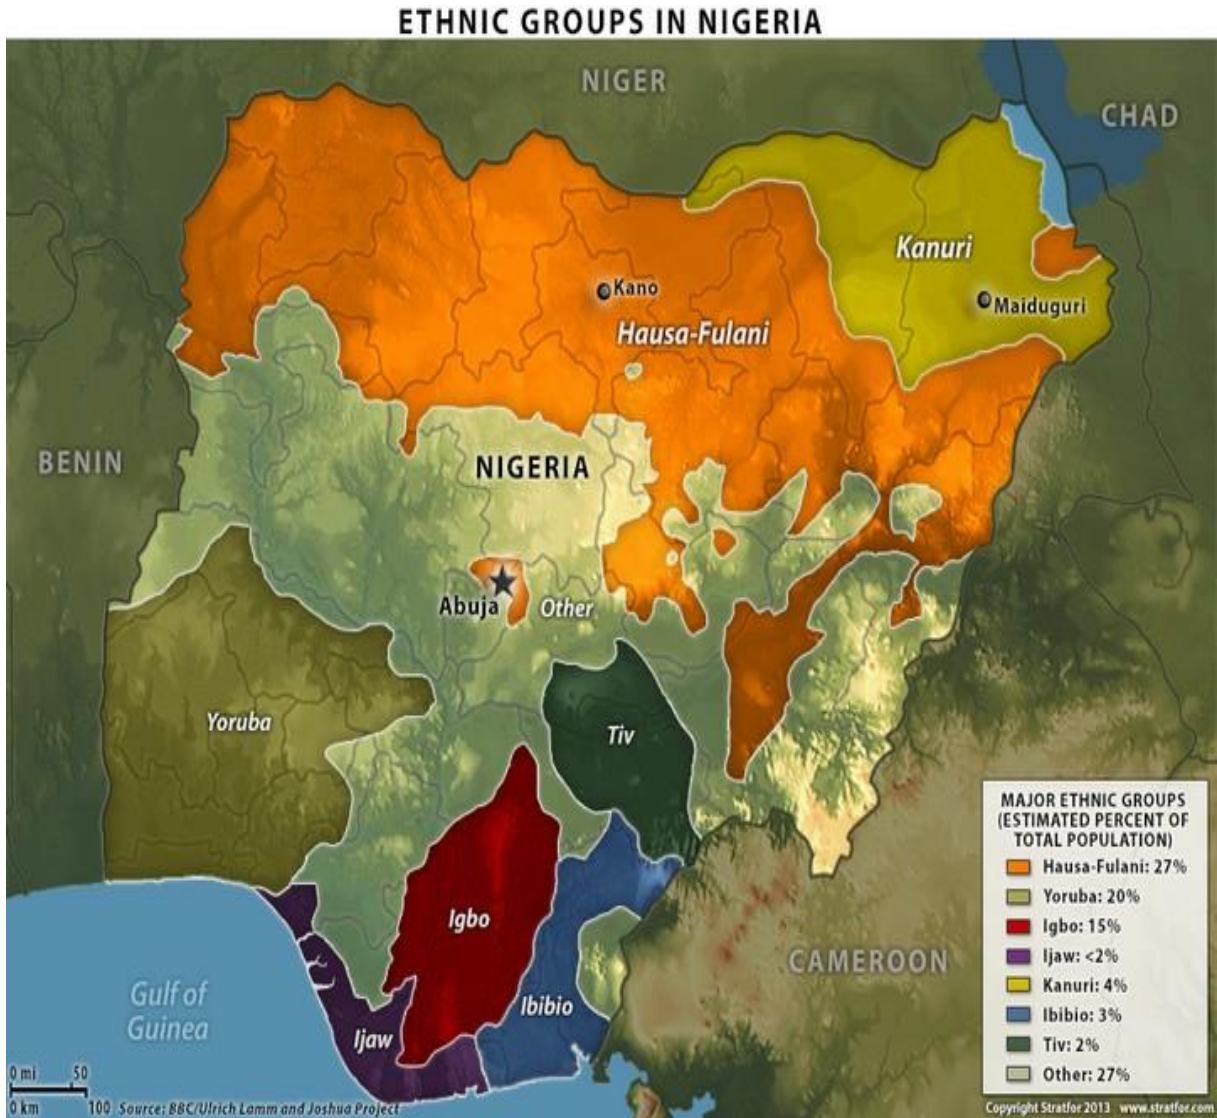 ETHNIC GROUPS IN NIGERIA
NIGER
CHAD
Kanuri
Kano
Maiduguri
Hausa-Fulani
BENIN
NIGERIA
Abuja
Other
Yoruba
Tiv
Igbo
CAMEROON
Gulf of
Guinea
Ibibio
Ijaw
MAJOR ETHNIC GROUPS
(ESTIMATED PERCENT OF
TOTAL POPULATION)
Hausa-Fulani: 27%
Yoruba: 20%
Igbo: 15%
Ijaw: <2%
Kanuri: 4%
Ibibio: 3%
Tiv: 2%
Other: 27%
0 mi 50
0 km 100 Source: BBC/Ulrich Lamm and Joshua Project
Copyright Stratfor 2013 www.stratfor.com